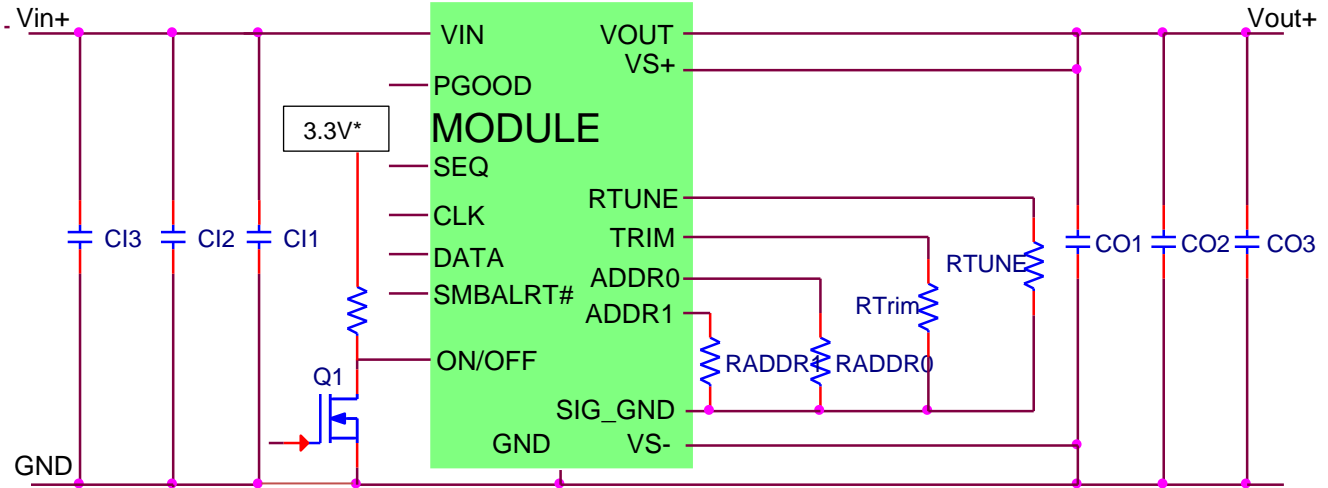 Vin+
Vout+
VIN
VOUT
VS+
PGOOD
3.3V*
MODULE
SEQ
RTUNE
CLK
TRIM
CI3
CI2
CI1
DATA
ADDR0
RTUNE
CO1
CO2
CO3
SMBALRT#
ADDR1
RTrim
ON/OFF
RADDR1
RADDR0
Q1
SIG_GND
GND
VS-
GND